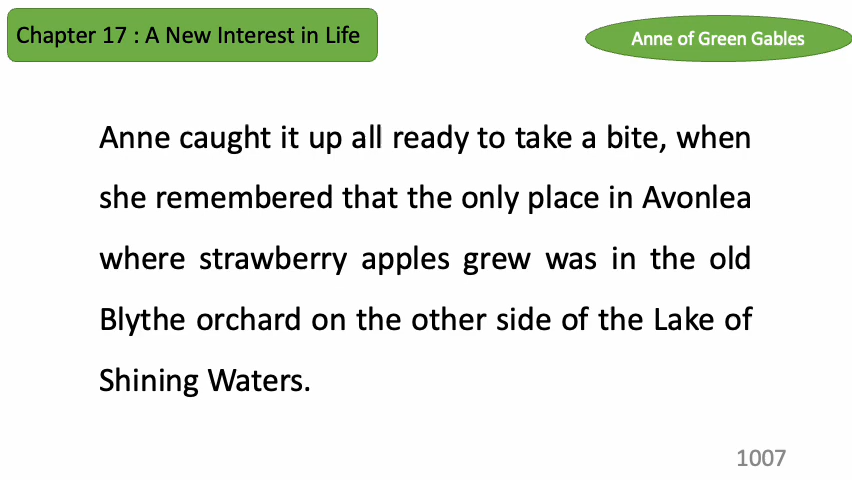 Chapter 17 : A New Interest in Life
Anne of Green Gables
Anne caught it up all ready to take a bite, when
she remembered that the only place in Avonlea
where strawberry apples grew was in the old
Blythe orchard on the other side of the Lake of
Shining Waters.
1007